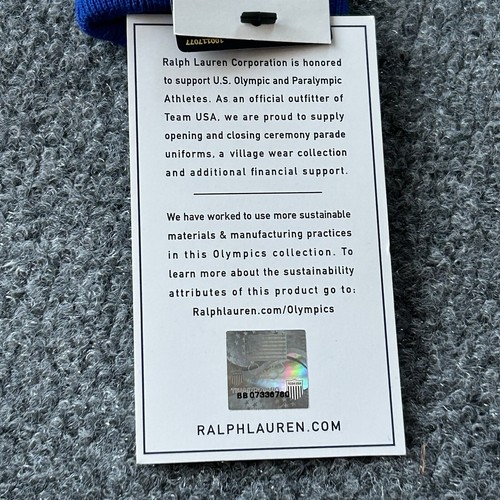 Ralph Lauren Corporation is honored
to support U.S. Olympic and Paralympic
Athletes. As an official outfitter of
Team USA, we are proud to supply
opening and closing ceremony parade
uniforms, a village wear collection
and additional financial support.
We have worked to use more sustainable
materials & manufacturing practices
in this Olympics collection. To
learn more about the sustainability
attributes of this product go to:
Ralphlauren.com/Olympics
RALPHLAUREN.COM